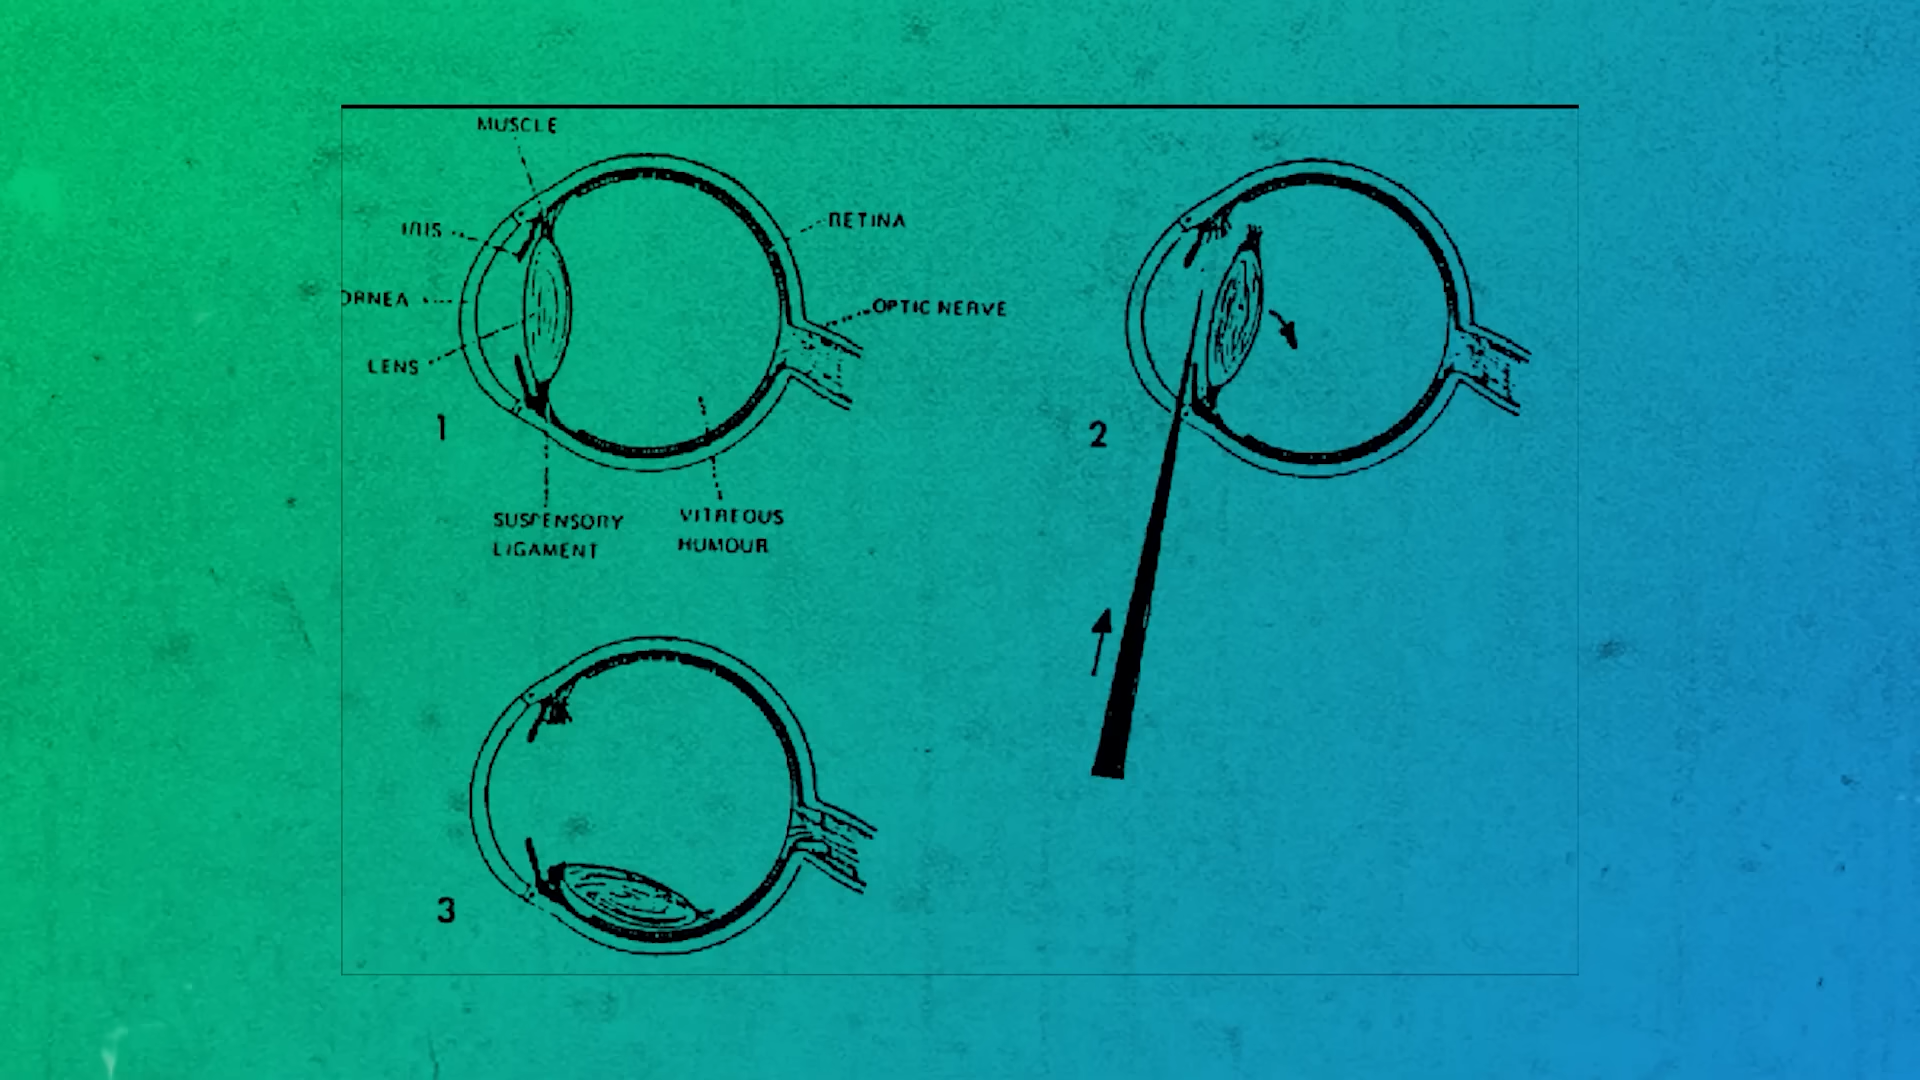 MUSCLE
IRIS
RETINA
ORNEA
OPTIC NERVE
LENS
1
2
SUSPENSORY
LIGAMENT
VITREOUS
HUMOUR
3